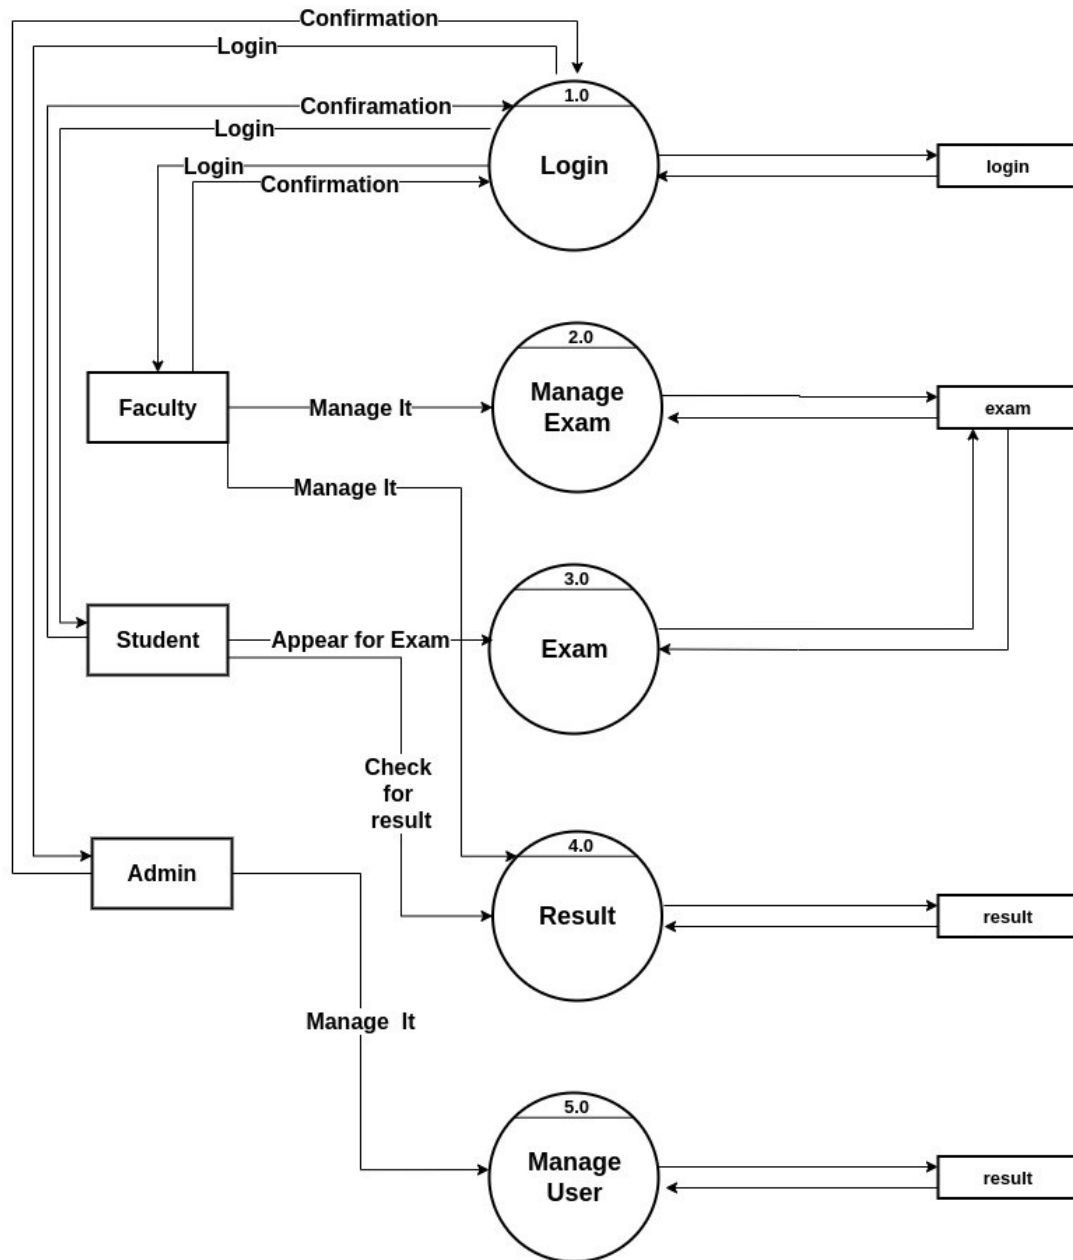 Confirmation
Login
1.0
Confiramation
Login
Login
Login
login
Confirmation
2.0
Manage
Exam
exam
Faculty
Manage It
Manage It
3.0
Student
Appear for Exam
Exam
Check
for
result
4.0
Admin
Result
result
Manage  It
5.0
Manage
User
result